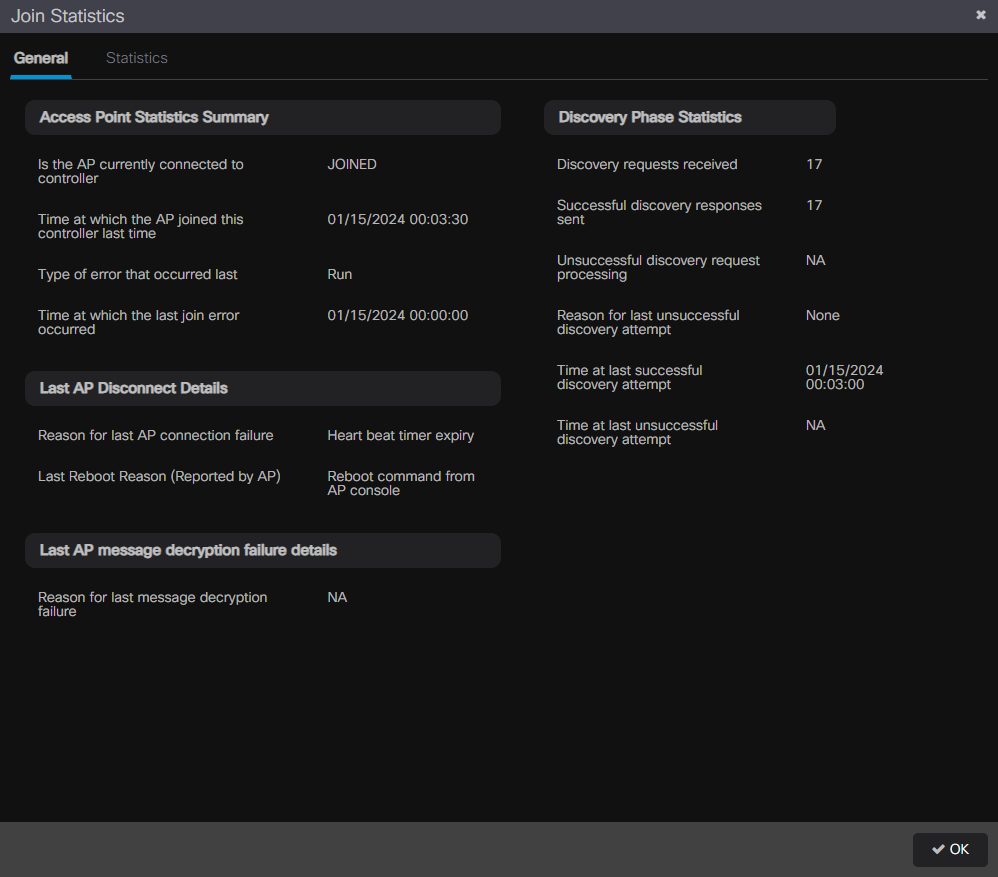 Join Statistics
General
Statistics
Access Point Statistics Summary
Is the AP currently connected to
controller
JOINED
Time at which the AP joined this
controller last time
01/15/2024 00:03:30
Type of error that occurred last
Run
Time at which the last join error
occurred
01/15/2024 00:00:00
Last AP Disconnect Details
Reason for last AP connection failure
Heart beat timer expiry
Last Reboot Reason (Reported by AP)
Reboot command from
AP console
Last AP message decryption failure details
Reason for last message decryption
failure
NA
Discovery Phase Statistics
Discovery requests received
17
Successful discovery responses
sent
17
Unsuccessful discovery request
processing
NA
Reason for last unsuccessful
discovery attempt
None
Time at last successful
discovery attempt
01/15/2024
00:03:00
Time at last unsuccessful
discovery attempt
NA
OK